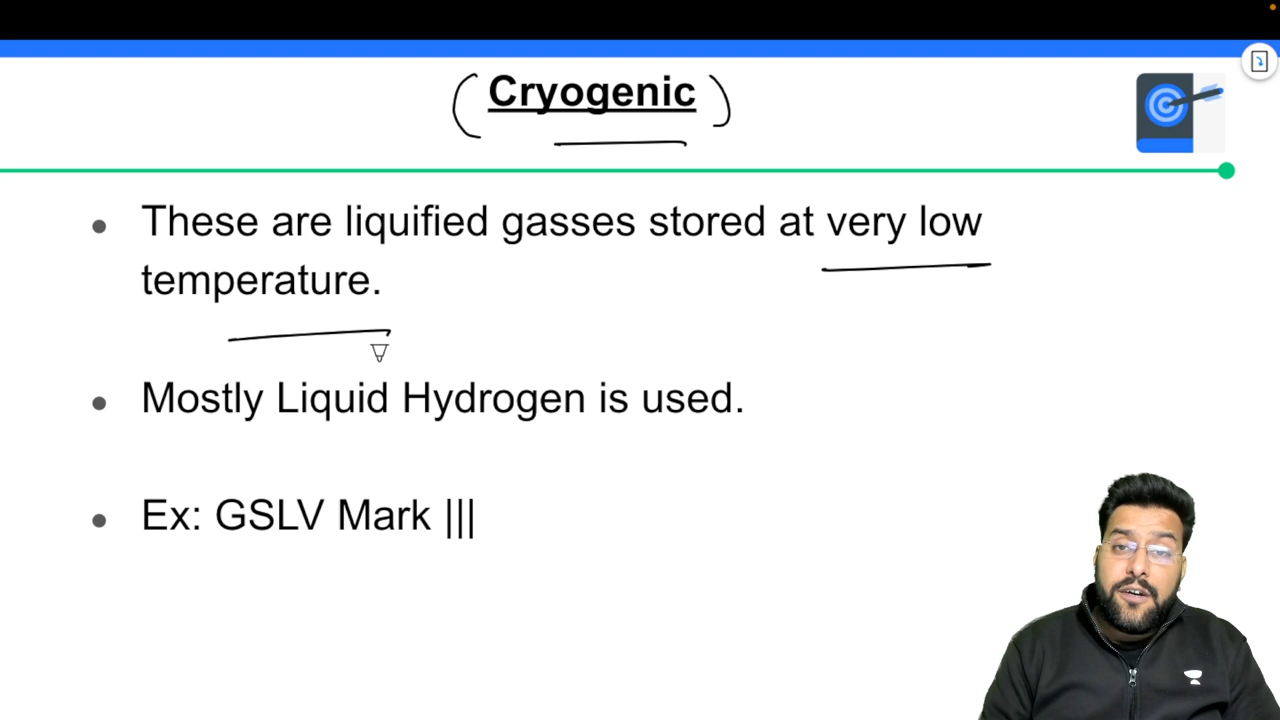 Cryogenic
These are liquified gasses stored at very low
temperature.
Mostly Liquid Hydrogen is used.
Ex: GSLV Mark |||